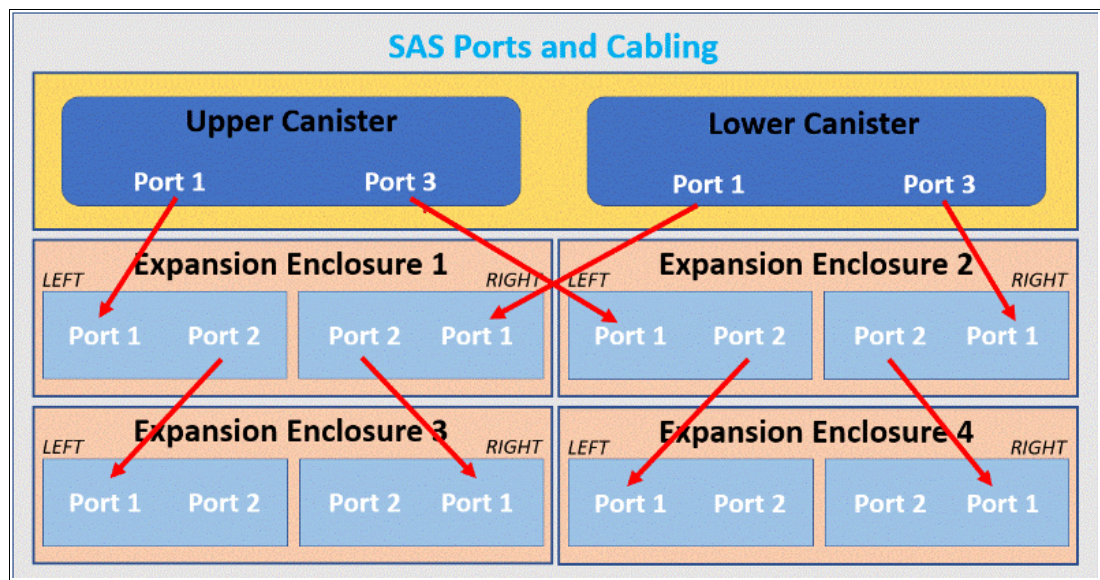 SAS Ports and Cabling
Upper Canister
Port 1 Port 3
Lower Canister
Port 1 Port 3
Expansion Enclosure 1
LEFT RIGHT
Port 1 Port 2 Port 2 Port 1
Expansion Enclosure 2
LEFT RIGHT
Port 1 Port 2 Port 2 Port 1
Expansion Enclosure 3
LEFT RIGHT
Port 1 Port 2 Port 2 Port 1
Expansion Enclosure 4
LEFT RIGHT
Port 1 Port 2 Port 2 Port 1